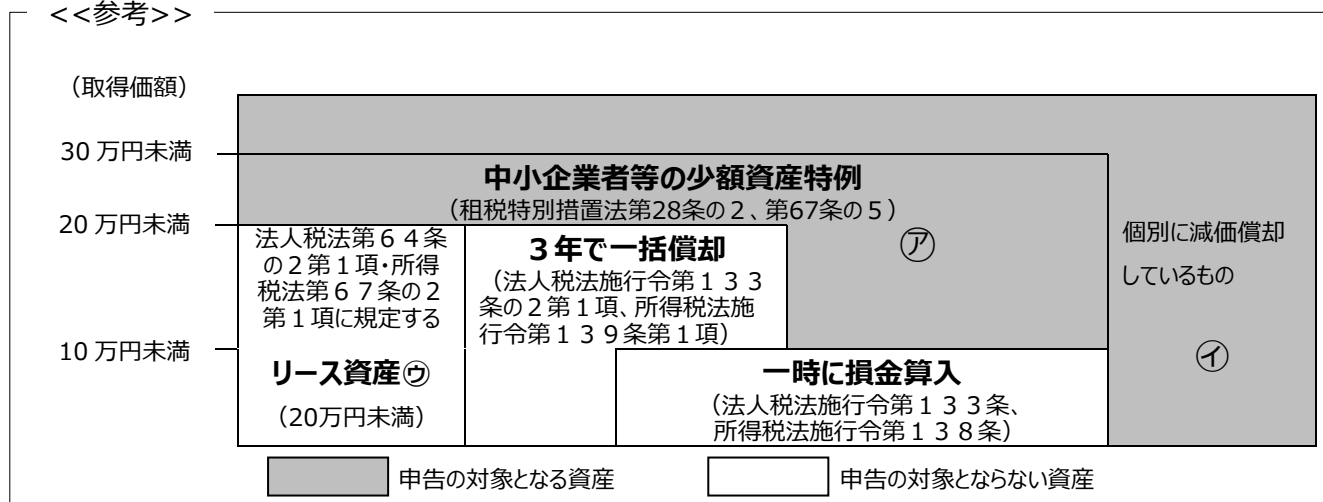 <<参考>>
（取得価額）
30 万円未満
中小企業者等の少額資産特例
（租税特別措置法第28条の２、第67条の５）
20 万円未満
法人税法第６４条
の２第１項・所得
税法第６７条の２
第１項に規定する
リース資産㋒
（20万円未満）
３年で一括償却
（法人税法施行令第１３３
条の２第１項、所得税法施
行令第１３９条第１項）
㋐
個別に減価償却
しているもの
㋑
10 万円未満
一時に損金算入
（法人税法施行令第１３３条、
所得税法施行令第１３８条）
申告の対象となる資産
申告の対象とならない資産